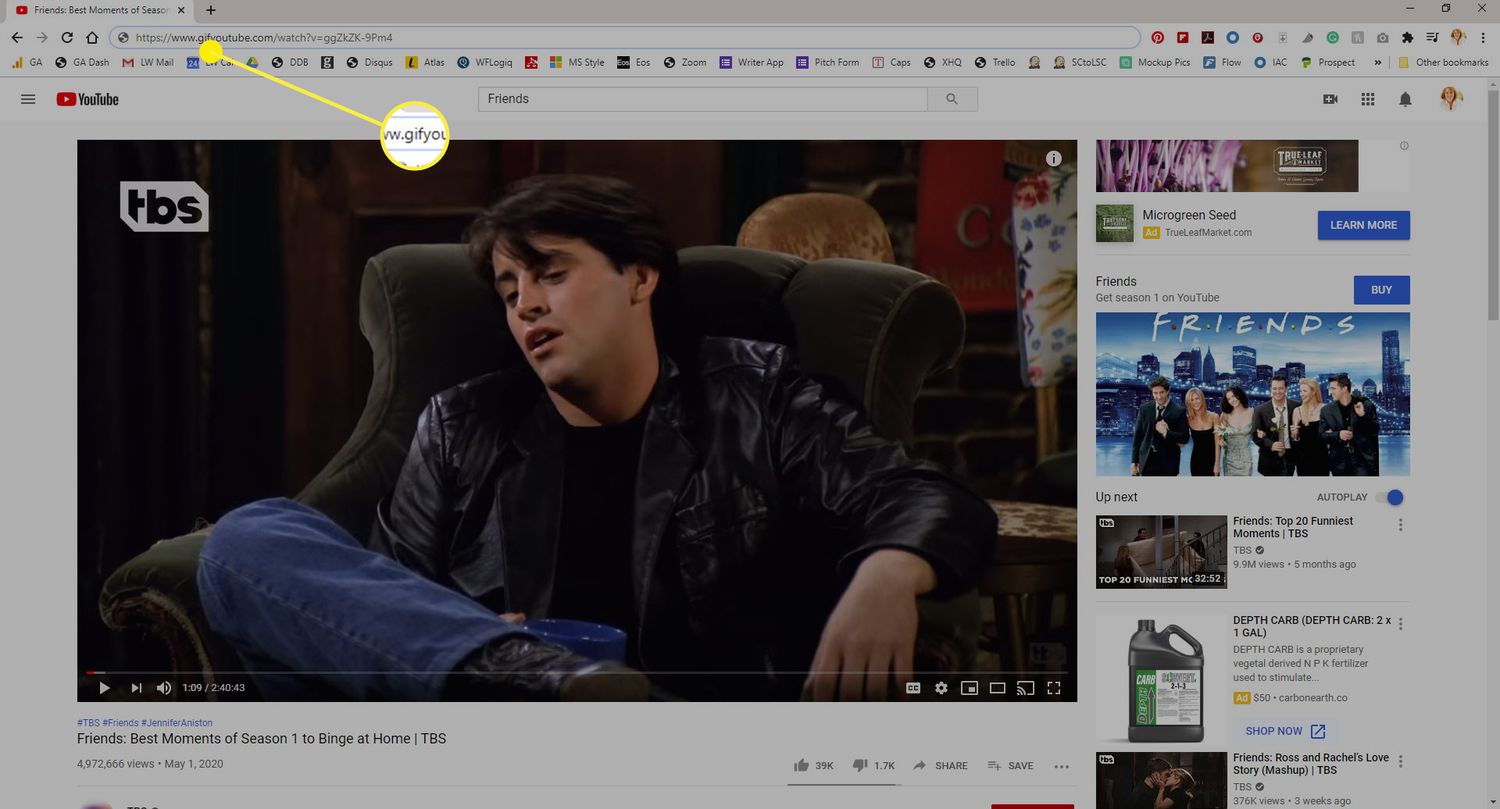 Friends: Best Moments of Season
https://www.gifyoutube.com/watch?v=ggZkZK-9Pm4
GA
GA Dash
LW Mail
LW Cal
DDB
Disqus
Atlas
WFLogiq
MS Style
Eos
Zoom
Writer App
Pitch Form
Caps
XHQ
Trello
SCtoLSC
Mockup Pics
Flow
IAC
Prospect
»
Other bookmarks
YouTube
Friends
ww.gifyou
tbs
TRUE LEAF
MARKET
Microgreen Seed
Ad TrueLeafMarket.com
LEARN MORE
Friends
Get season 1 on YouTube
BUY
F·R·I·E·N·D·S
Up next
AUTOPLAY
tbs
TOP 20 FUNNIEST MO
32:52
Friends: Top 20 Funniest
Moments | TBS
TBS
9.9M views • 5 months ago
DEPTH CARB (DEPTH CARB: 2 x
1 GAL)
DEPTH CARB is a proprietary
vegetal derived N P K fertilizer
used to stimulate...
Ad $50 • carbonearth.co
SHOP NOW
CARB
2-1-3
DEPTH
tbs
Friends: Ross and Rachel's Love
Story (Mashup) | TBS
TBS
376K views • 3 weeks ago
1:09 / 2:40:43
CC
#TBS #Friends #JenniferAniston
Friends: Best Moments of Season 1 to Binge at Home | TBS
4,972,666 views • May 1, 2020
39K
1.7K
SHARE
SAVE